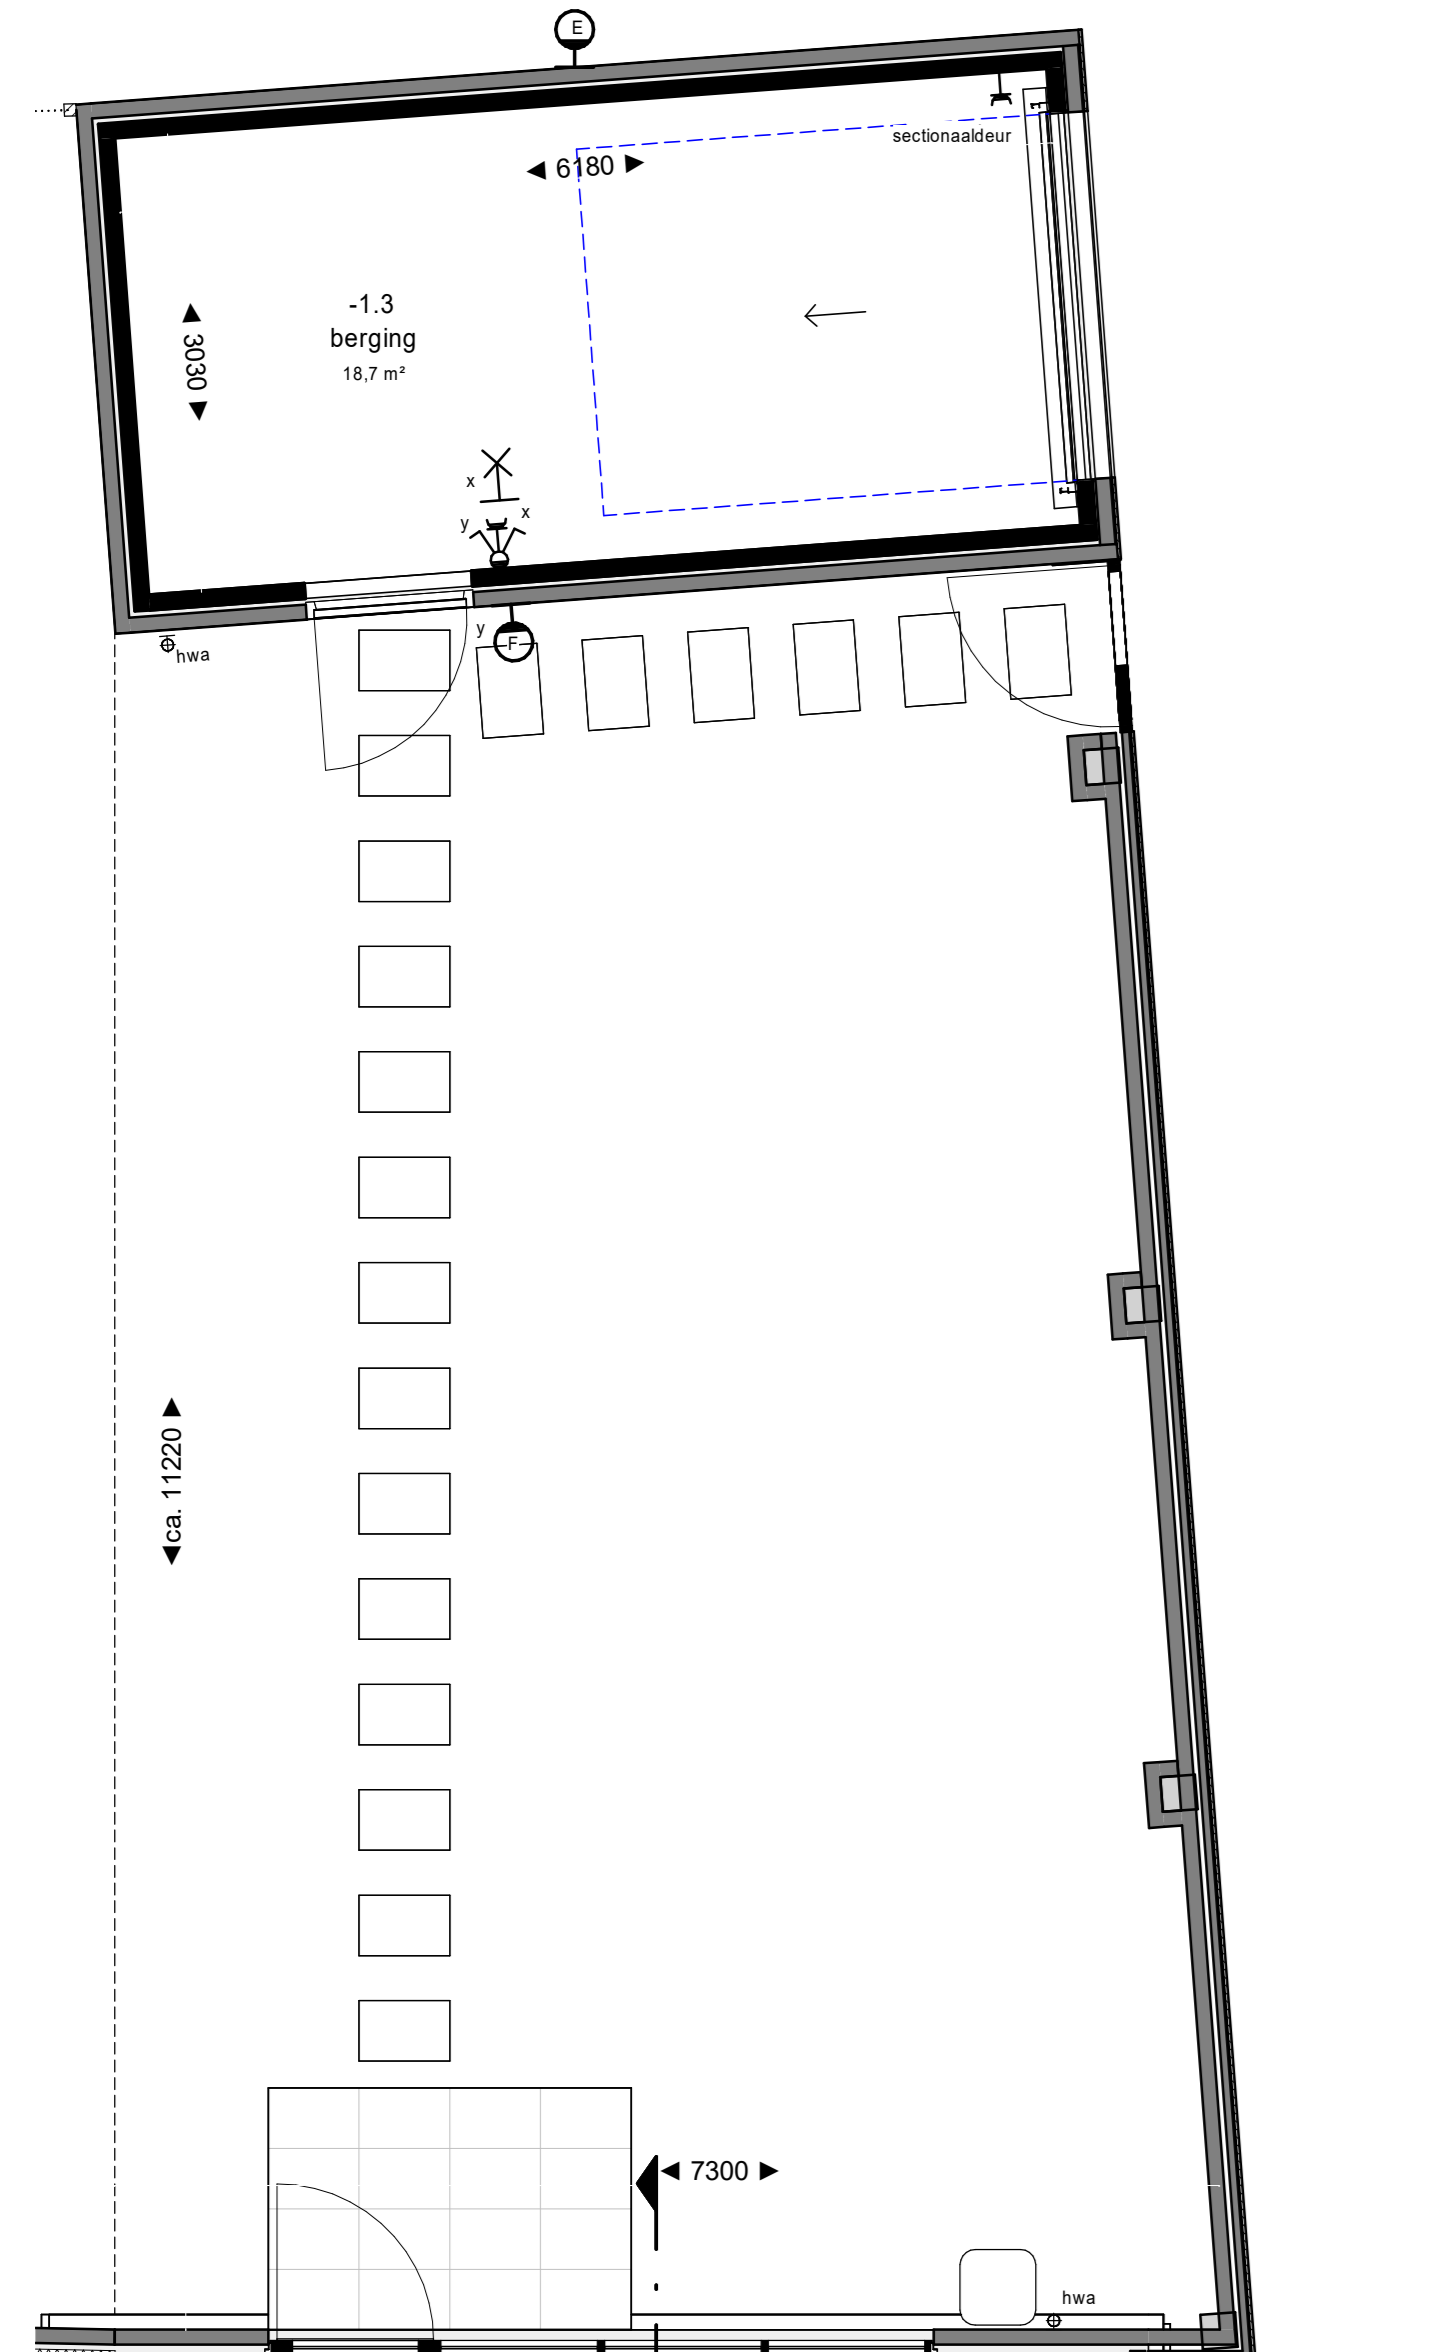 E
sectionaaldeur
◄ 6180 ►
-1.3
berging
18,7 m²
◄ 3030 ►
x
x
y
y
F
hwa
◄ca. 11220 ►
◄ 7300 ►
hwa